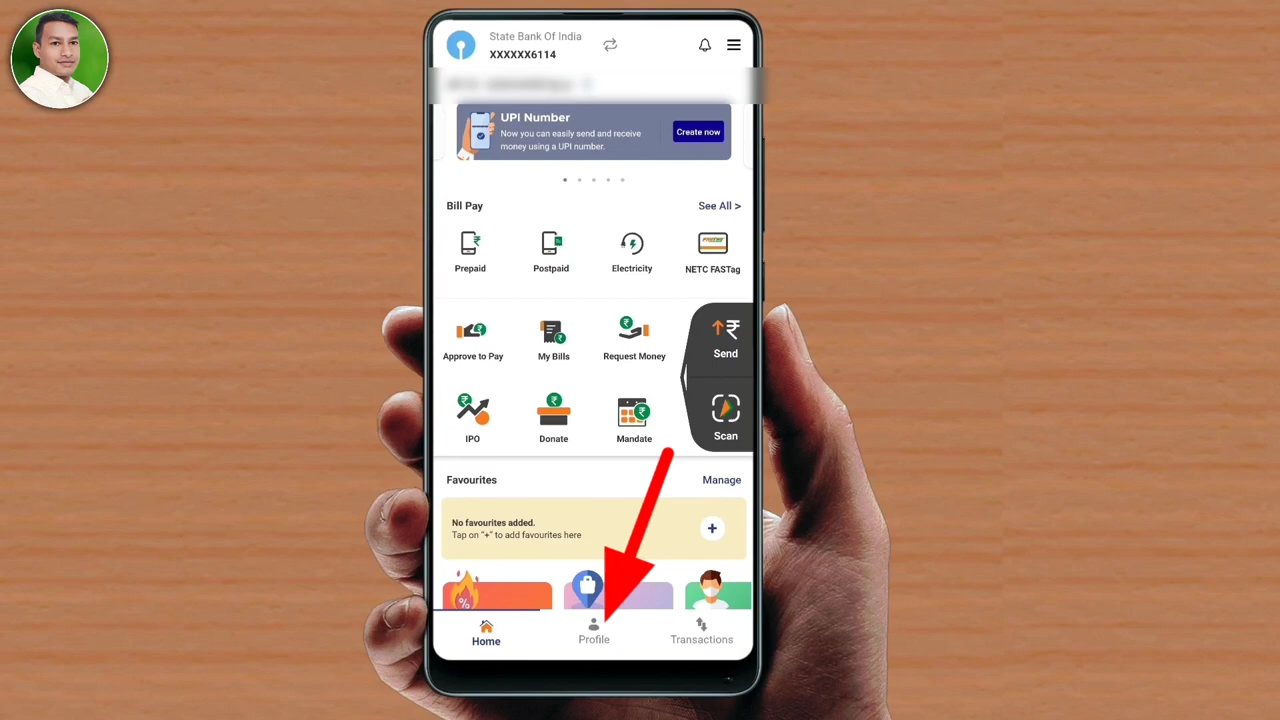 State Bank Of India
XXXXXX6114
UPI Number
Now you can easily send and receive
money using a UPI number.
Create now
Bill Pay
See All >
Prepaid
Postpaid
Electricity
NETC FASTag
Approve to Pay
My Bills
Request Money
Send
IPO
Donate
Mandate
Scan
Favourites
Manage
No favourites added.
Tap on "+" to add favourites here
Home
Profile
Transactions